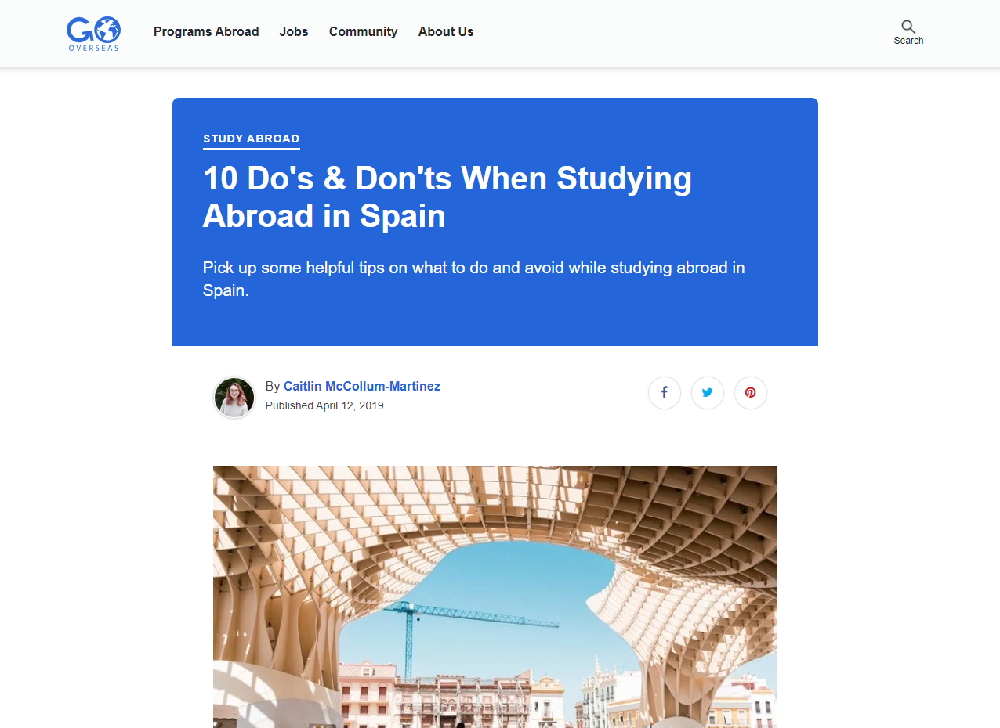 GO
OVERSEAS
Programs Abroad
Jobs
Community
About Us
Search
STUDY ABROAD
10 Do's & Don'ts When Studying
Abroad in Spain
Pick up some helpful tips on what to do and avoid while studying abroad in
Spain.
By Caitlin McCollum-Martinez
Published April 12, 2019